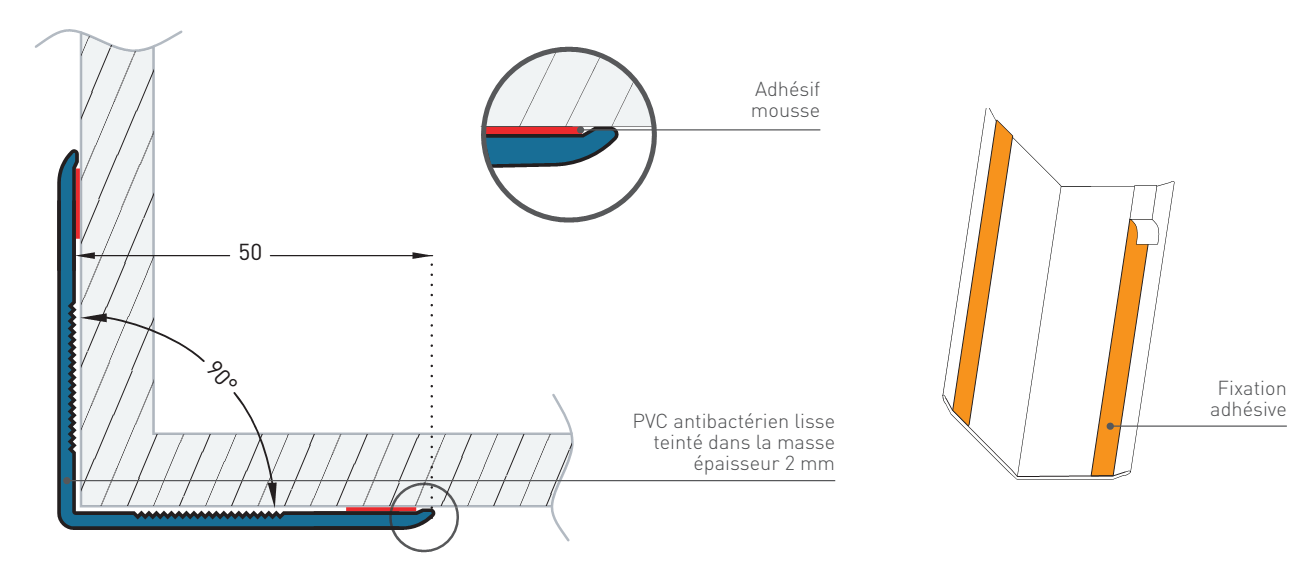 Adhésif
mousse
50
90°
Fixation
adhésive
PVC antibactérien lisse
teinté dans la masse
épaisseur 2 mm